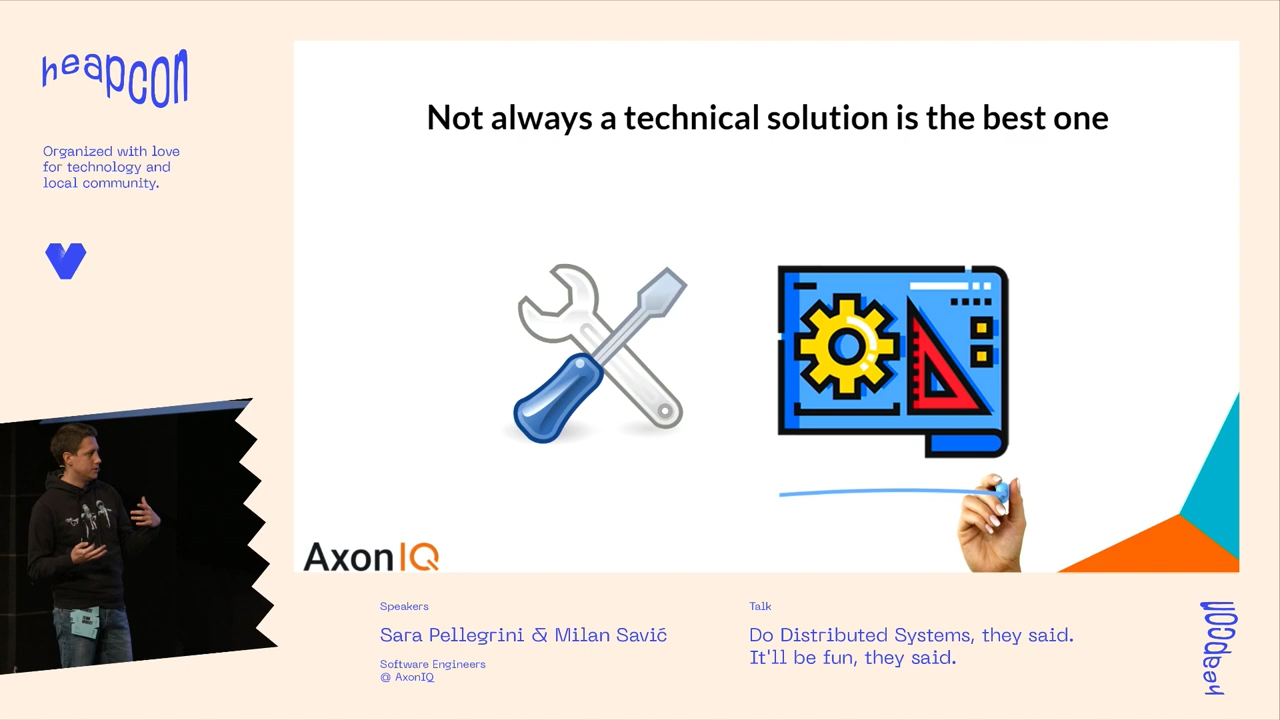 heapcon
Organized with love
for technology and
local community.
Not always a technical solution is the best one
AxonIQ
Speakers
Sara Pellegrini & Milan Savić
Software Engineers
@ AxonIQ
Talk
Do Distributed Systems, they said.
It'll be fun, they said.
heapcon